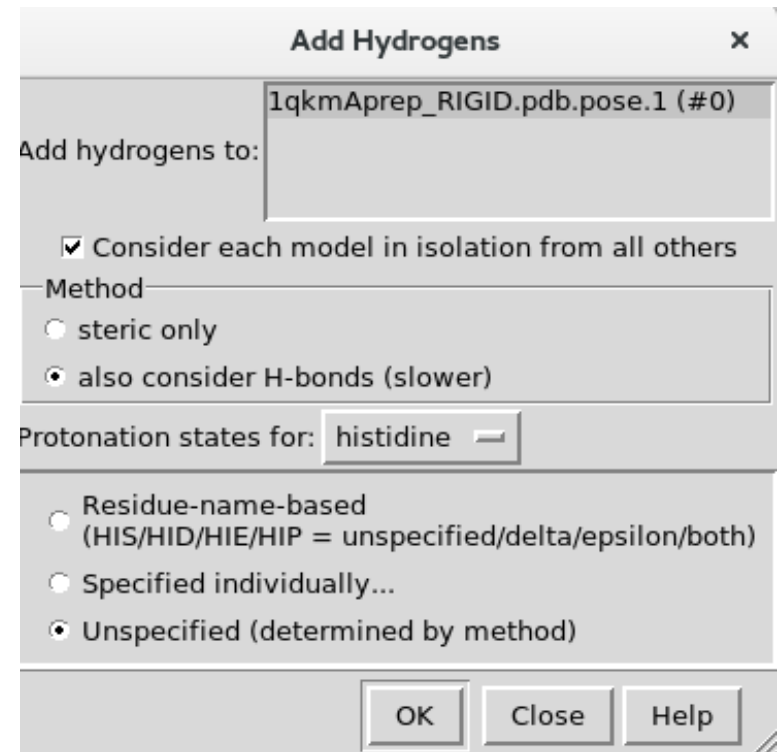 Add Hydrogens
1qkmAprep_RIGID.pdb.pose.1 (#0)
Add hydrogens to:
Consider each model in isolation from all others
Method
steric only
also consider H-bonds (slower)
Protonation states for: histidine
Residue-name-based
(HIS/HID/HIE/HIP = unspecified/delta/epsilon/both)
Specified individually...
Unspecified (determined by method)
OK Close Help